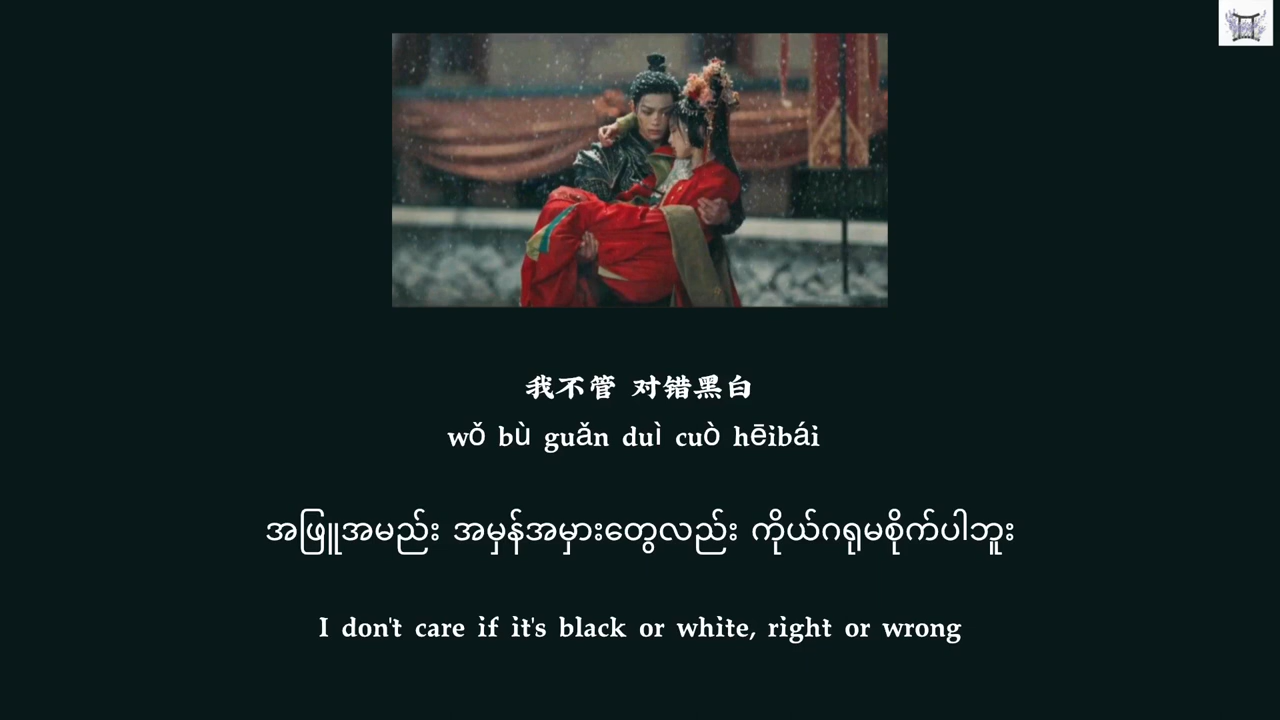 我不管 对错黑白
wǒ bù guǎn duì cuò hēibái
အဖြူအမည်း အမှန်အမှားတွေလည်း ကိုယ်ဂရုမစိုက်ပါဘူး
I don't care if it's black or white, right or wrong